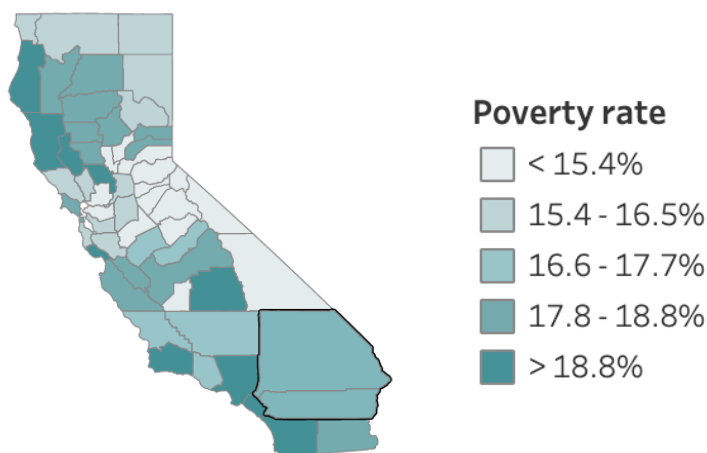 Poverty rate
< 15.4%
15.4 - 16.5%
16.6 - 17.7%
17.8 - 18.8%
> 18.8%